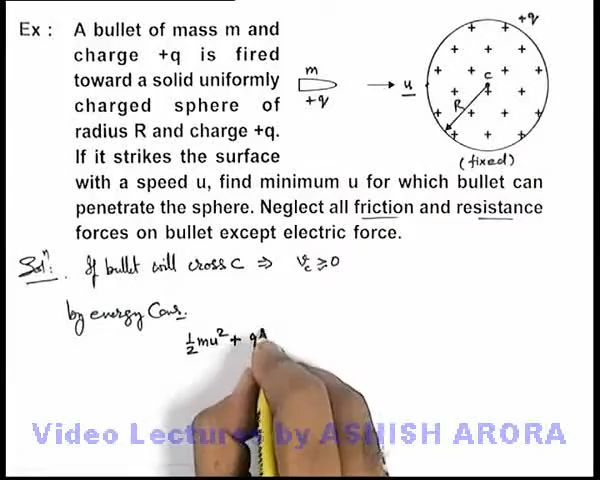 Ex : A bullet of mass m and
charge +q is fired
toward a solid uniformly
charged sphere of
radius R and charge +q.
If it strikes the surface
with a speed u, find minimum u for which bullet can
penetrate the sphere. Neglect all friction and resistance
forces on bullet except electric force.
m
+q
u
+q
C
R
(fixed)
Solⁿ: If bullet will cross C ⇒ v_c ≥ 0
by energy Cons.
½mu² + q
Video Lectures by ASHISH ARORA